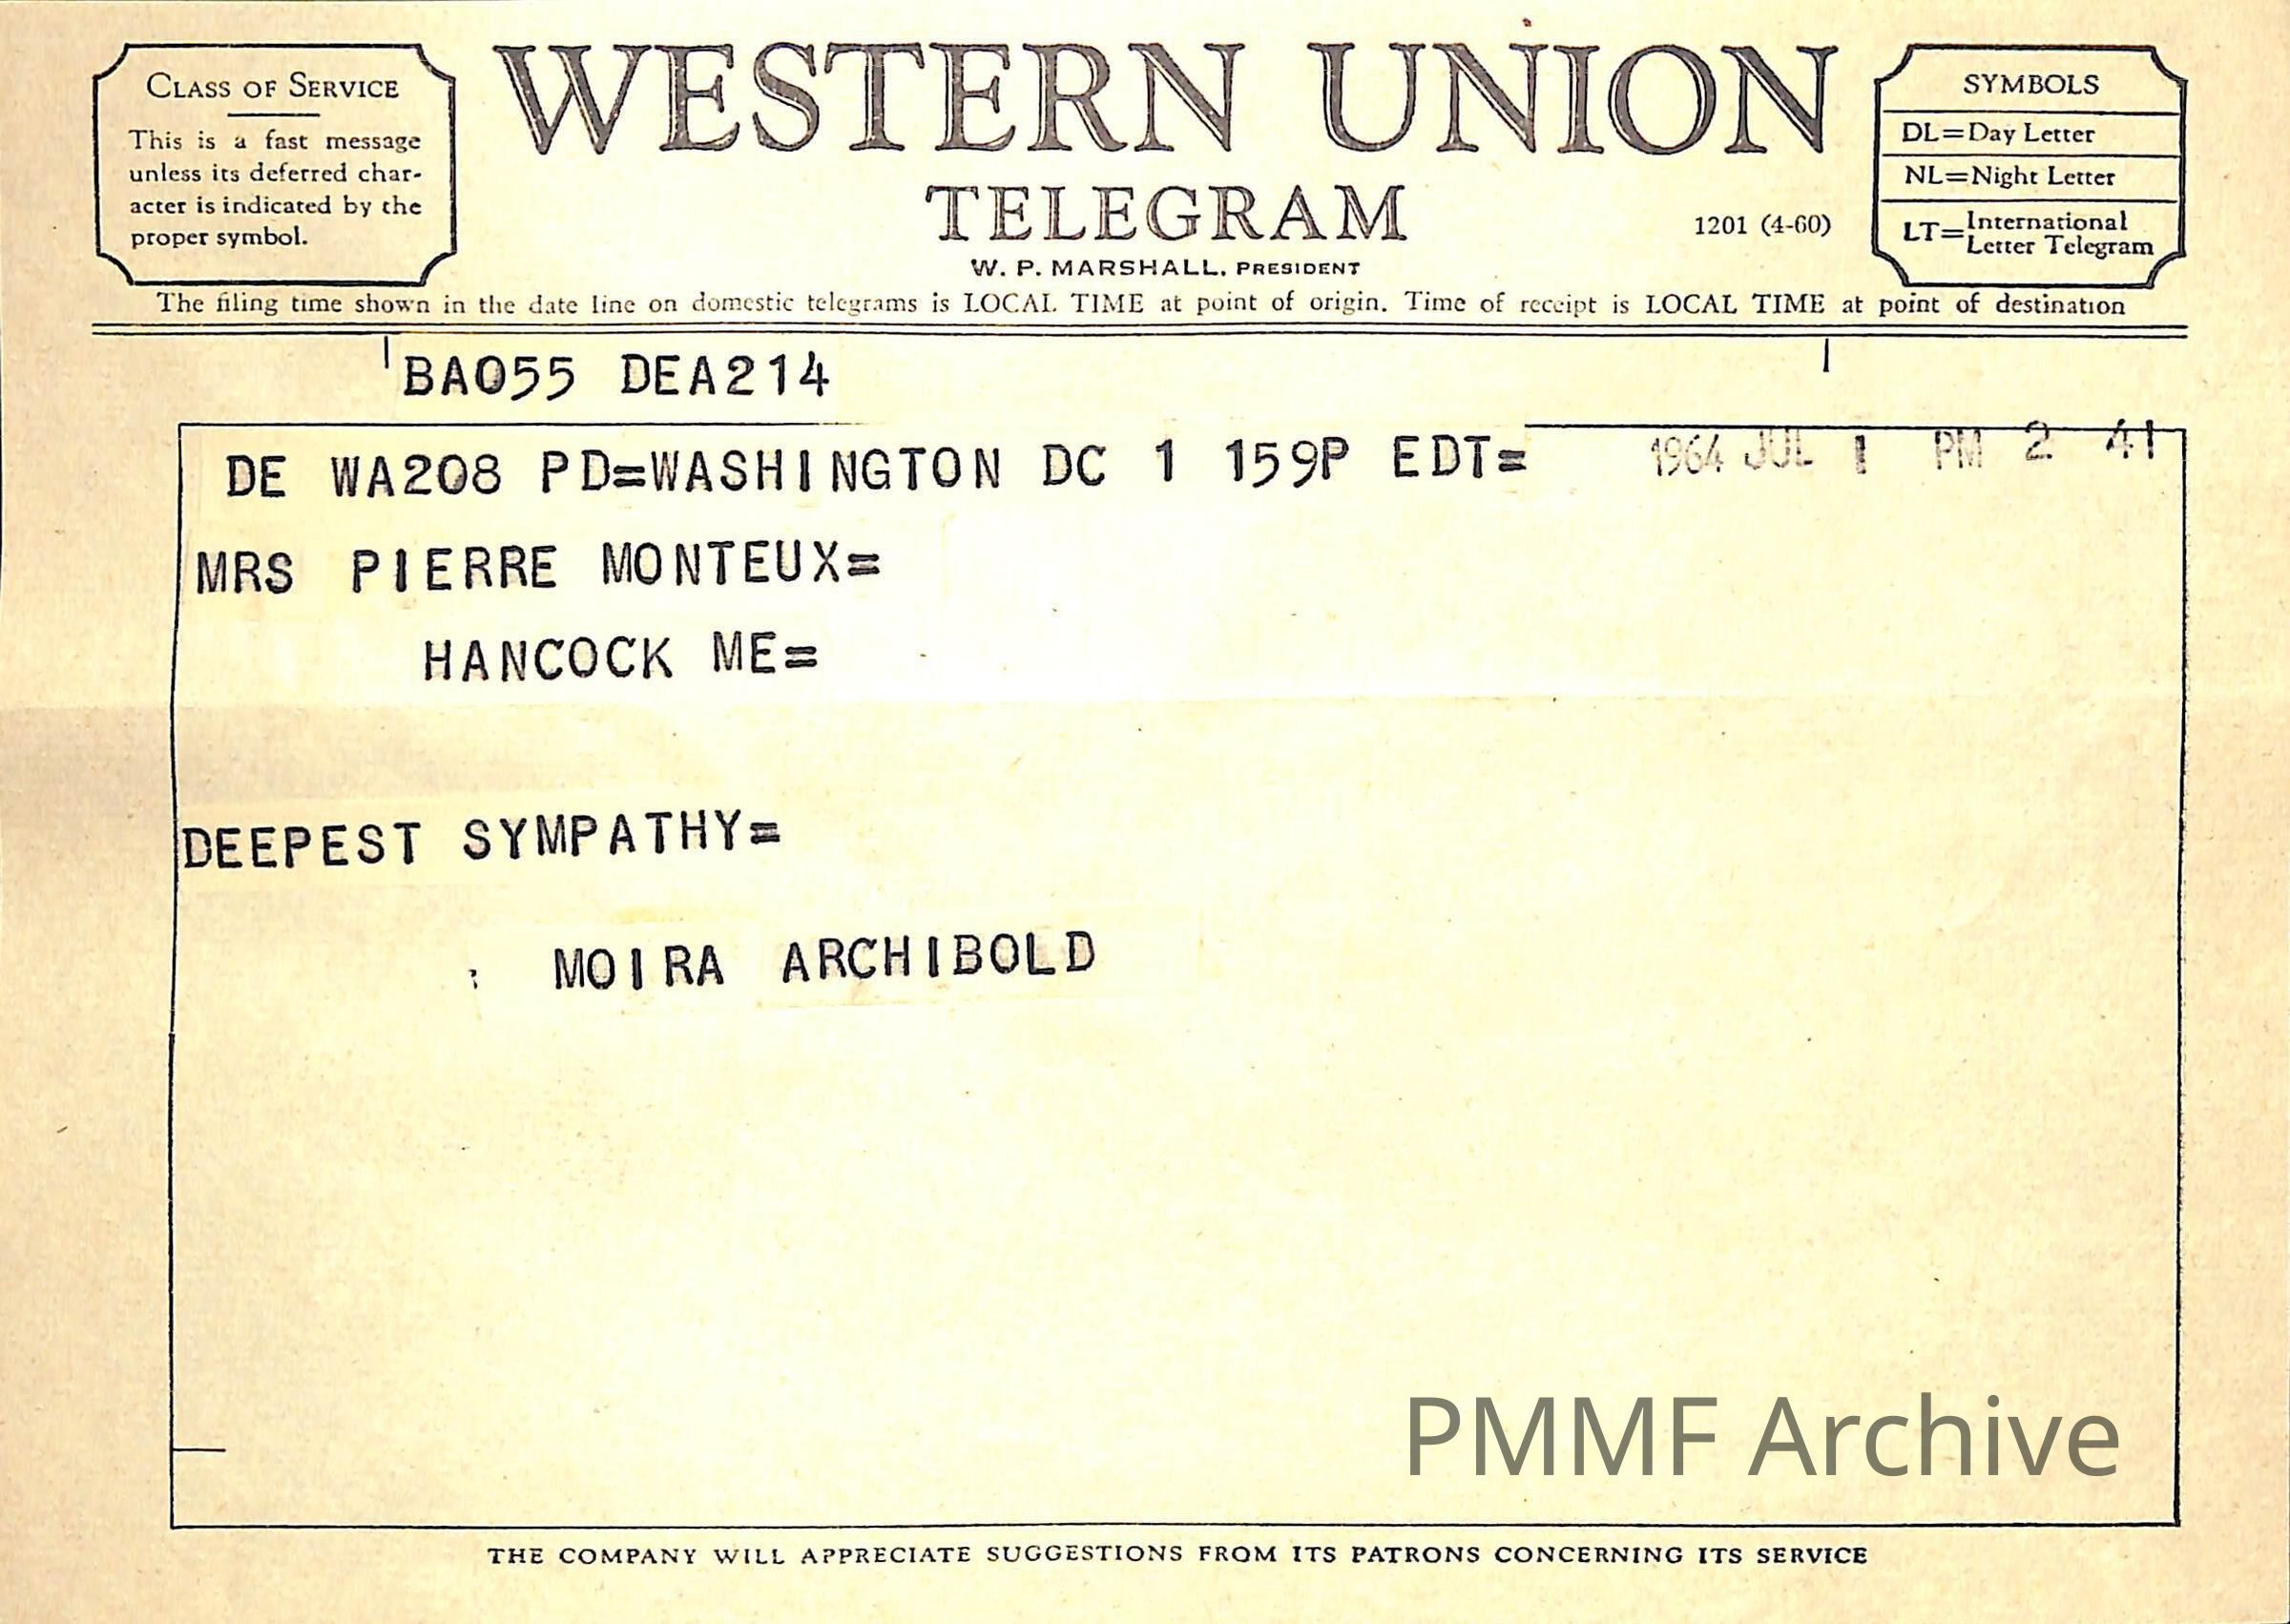 CLASS OF SERVICE
This is a fast message
unless its deferred char-
acter is indicated by the
proper symbol.
WESTERN UNION
TELEGRAM
W. P. MARSHALL, PRESIDENT
1201 (4-60)
SYMBOLS
DL=Day Letter
NL=Night Letter
LT=International
Letter Telegram
The filing time shown in the date line on domestic telegrams is LOCAL TIME at point of origin. Time of receipt is LOCAL TIME at point of destination
BA055 DEA214
DE WA208 PD=WASHINGTON DC 1 159P EDT=
1964 JUL 1 PM 2 41
MRS PIERRE MONTEUX=
HANCOCK ME=
DEEPEST SYMPATHY=
: MOIRA ARCHIBOLD
PMMF Archive
THE COMPANY WILL APPRECIATE SUGGESTIONS FROM ITS PATRONS CONCERNING ITS SERVICE